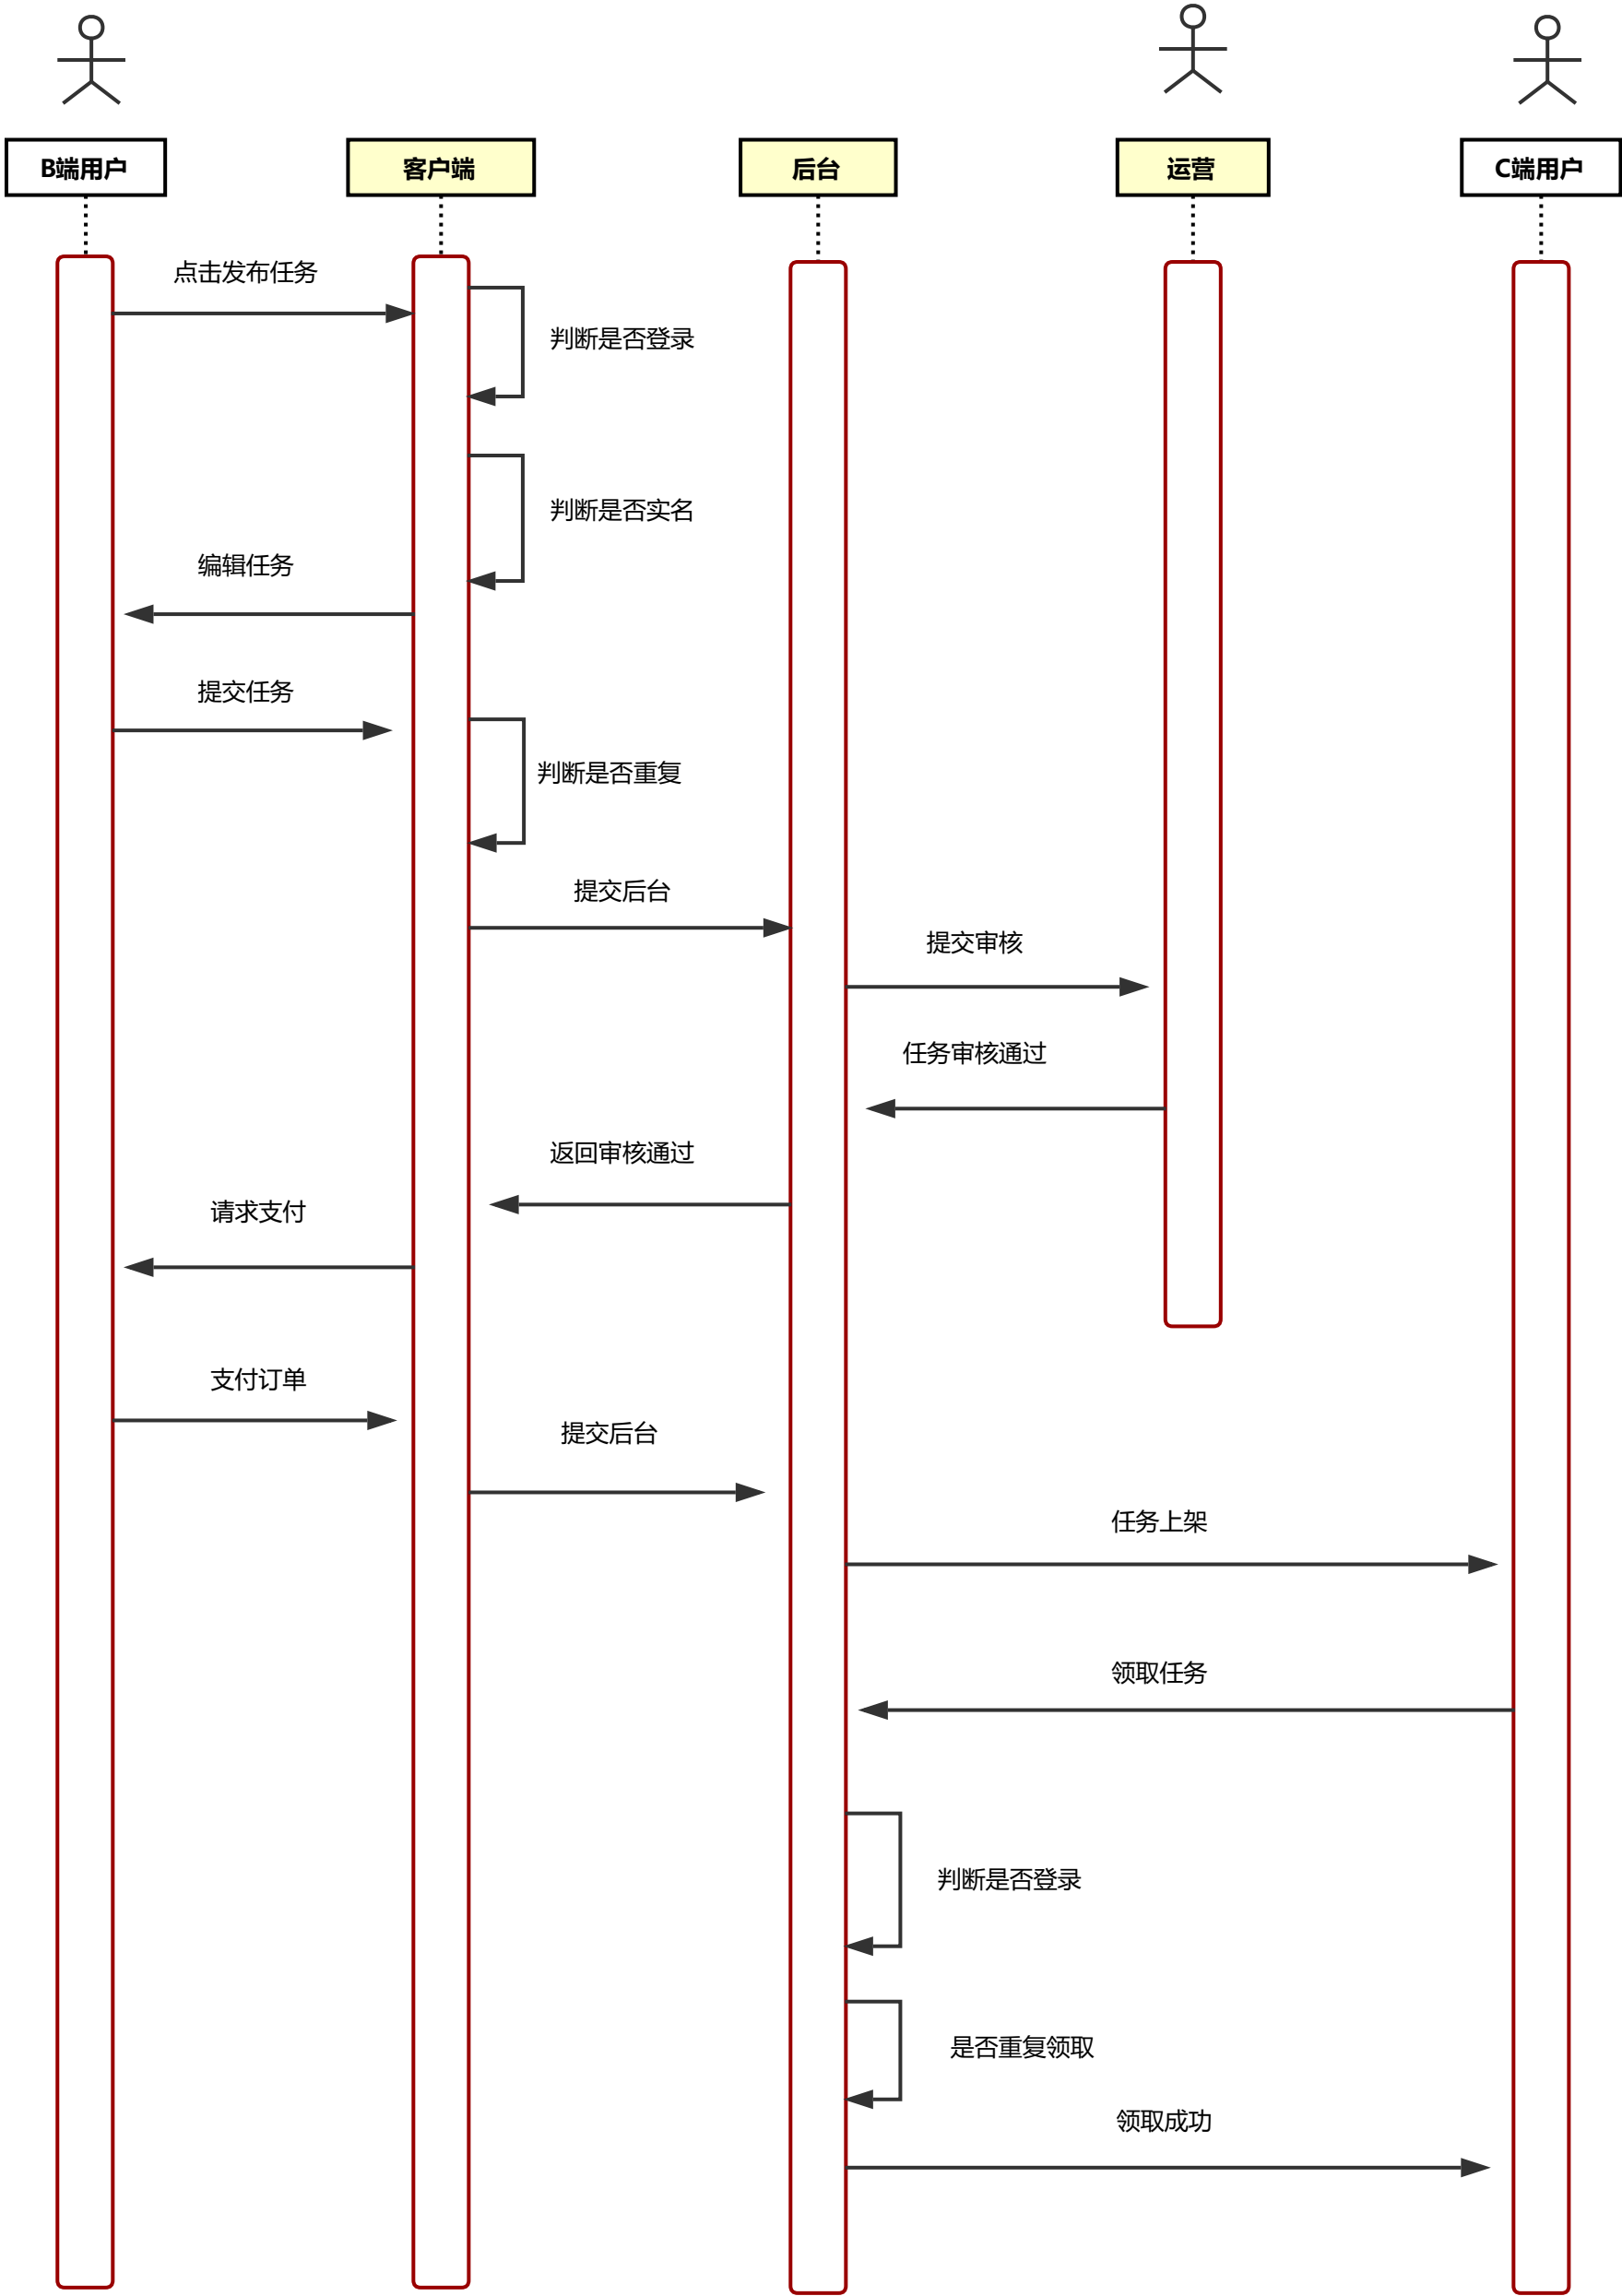 B端用户
客户端
后台
运营
C端用户
点击发布任务
判断是否登录
判断是否实名
编辑任务
提交任务
判断是否重复
提交后台
提交审核
任务审核通过
返回审核通过
请求支付
支付订单
提交后台
任务上架
领取任务
判断是否登录
是否重复领取
领取成功